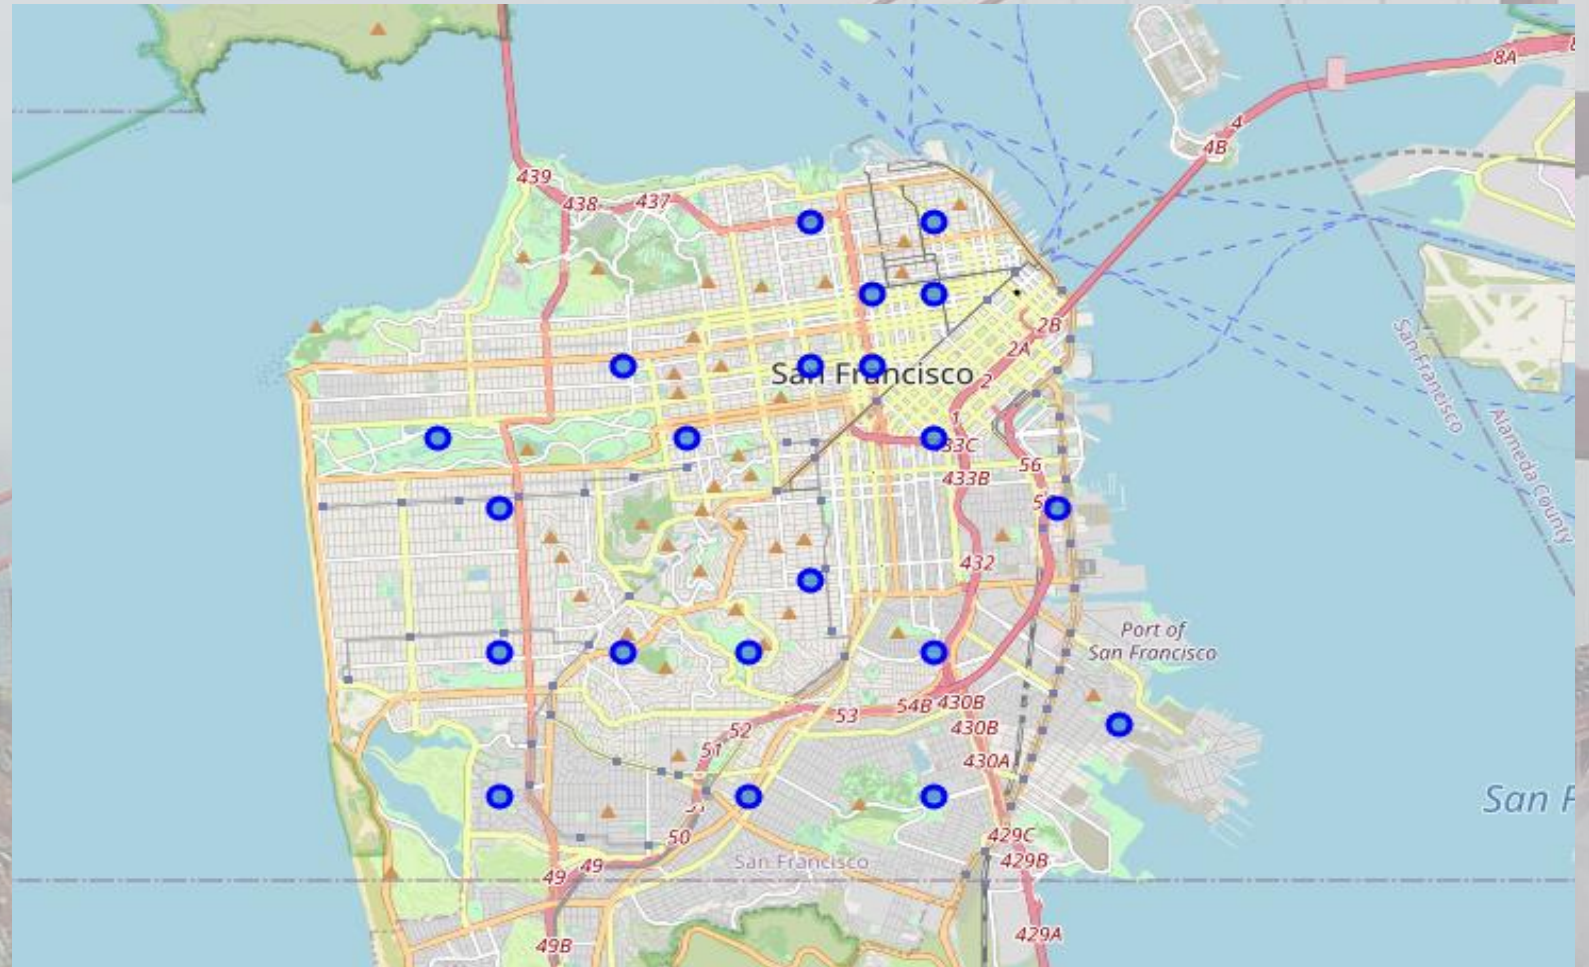 8A
4
4B
439
438
437
2B
2A
San Francisco
2
1
33C
56
433B
432
San Francisco
Alameda County
Port of
San Francisco
54B
430B
53
52
430B
51
430A
San F
50
429C
San Francisco
429B
49
49
429A
49B